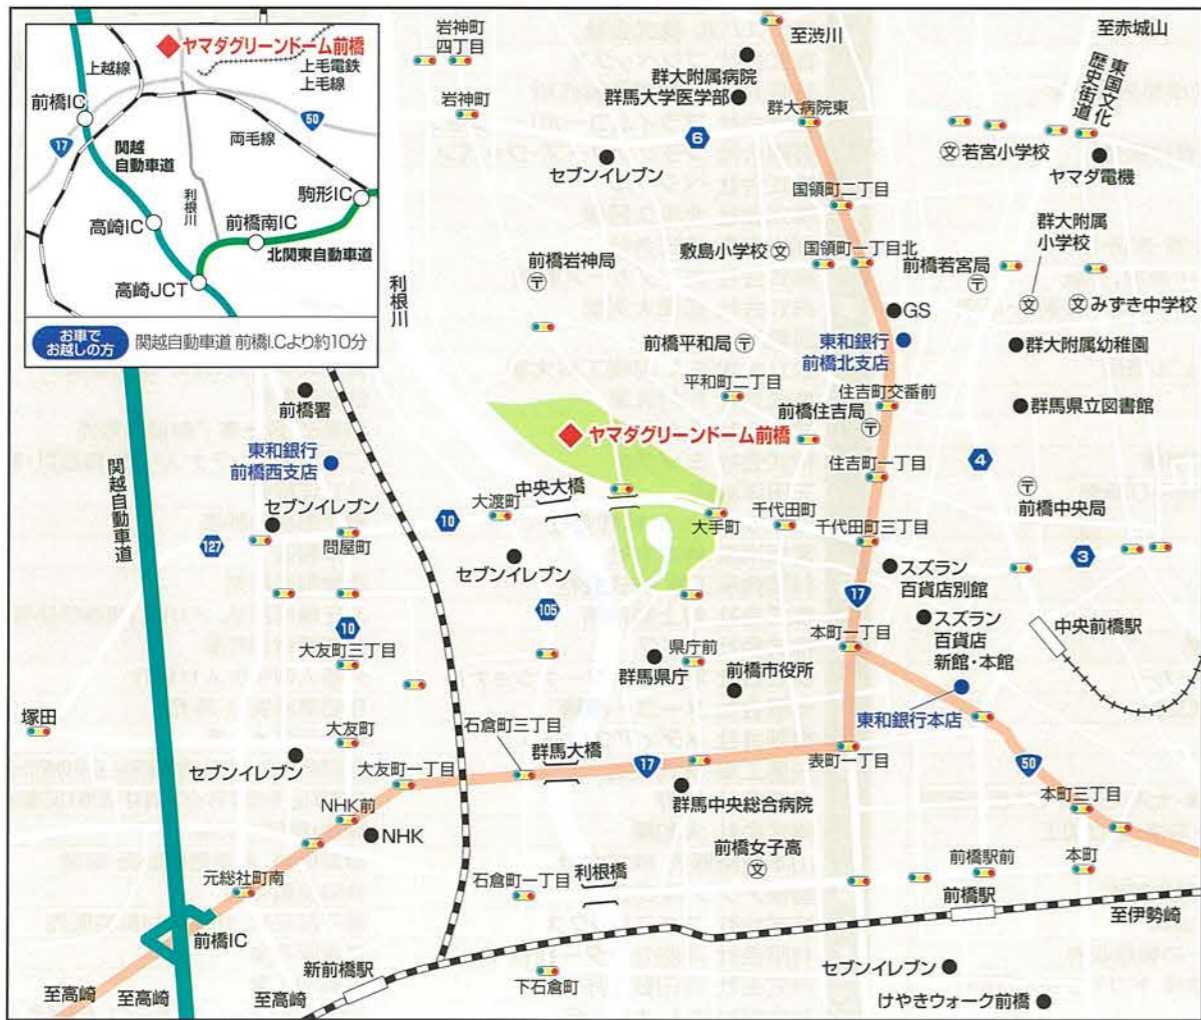 ヤマダグリーンドーム前橋
上越線
上毛電鉄
上毛線
前橋IC
17
50
関越
自動車道
両毛線
利根川
駒形IC
高崎IC
前橋南IC
北関東自動車道
高崎JCT
お車で
お越しの方
関越自動車道 前橋I.Cより約10分
岩神町
四丁目
岩神町
至渋川
至赤城山
群大附属病院
群馬大学医学部
群大病院東
東国文化
歴史街道
6
セブンイレブン
文 若宮小学校
ヤマダ電機
国領町二丁目
敷島小学校 文
国領町一丁目北
群大附属
小学校
前橋若宮局
〒
文
文 みずき中学校
前橋岩神局
〒
利根川
GS
東和銀行
前橋北支店
群大附属幼稚園
前橋平和局 〒
平和町二丁目
住吉町交番前
群馬県立図書館
前橋署
前橋住吉局
〒
ヤマダグリーンドーム前橋
東和銀行
前橋西支店
住吉町一丁目
4
〒
前橋中央局
関越自動車道
セブンイレブン
中央大橋
大渡町
10
127
問屋町
大手町
千代田町
千代田町三丁目
3
セブンイレブン
スズラン
百貨店別館
17
105
10
スズラン
百貨店
新館・本館
中央前橋駅
大友町三丁目
本町一丁目
県庁前
群馬県庁
前橋市役所
東和銀行本店
塚田
大友町
石倉町三丁目
群馬大橋
セブンイレブン
17
表町一丁目
50
大友町一丁目
群馬中央総合病院
本町三丁目
NHK前
NHK
前橋女子高
文
前橋駅前
本町
元総社町南
石倉町一丁目
利根橋
前橋駅
至伊勢崎
前橋IC
新前橋駅
セブンイレブン
下石倉町
至高崎
至高崎
至高崎
けやきウォーク前橋